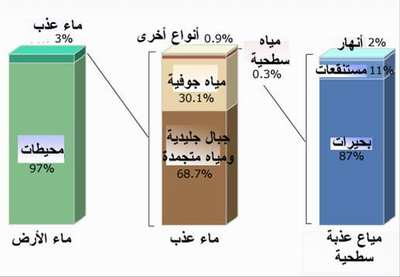 ماء عذب
3%
محيطات
97%
ماء الأرض
أنواع أخرى
0.9%
مياه
سطحية
0.3%
مياه جوفية
30.1%
جبال جليدية
ومياه متجمدة
68.7%
ماء عذب
أنهار 2%
مستنقعات 11%
بحيرات
87%
مياع عذبة
سطحية